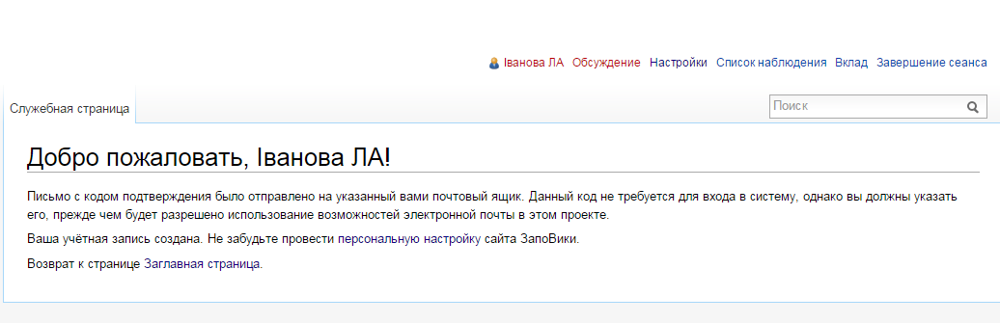 Іванова ЛА Обсуждение Настройки Список наблюдения Вклад Завершение сеанса
Служебная страница
Поиск
Добро пожаловать, Іванова ЛА!
Письмо с кодом подтверждения было отправлено на указанный вами почтовый ящик. Данный код не требуется для входа в систему, однако вы должны указать
его, прежде чем будет разрешено использование возможностей электронной почты в этом проекте.
Ваша учётная запись создана. Не забудьте провести персональную настройку сайта ЗапоВики.
Возврат к странице Заглавная страница.